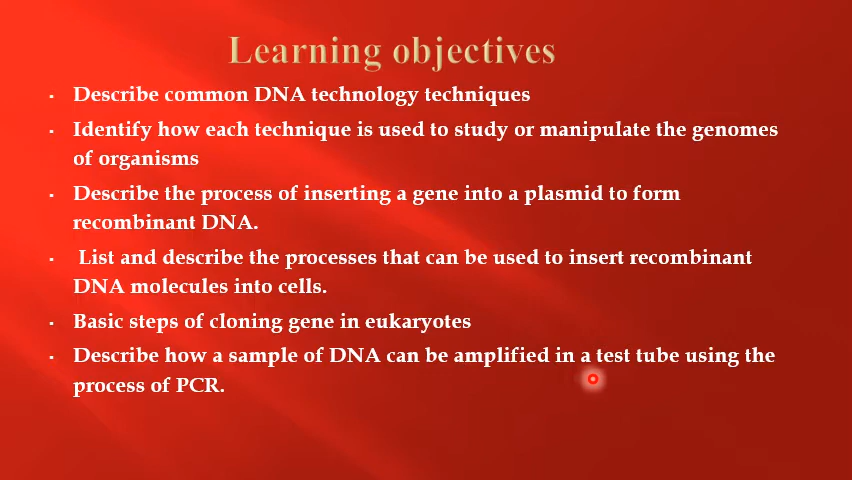 Learning objectives
▪ Describe common DNA technology techniques
▪ Identify how each technique is used to study or manipulate the genomes
of organisms
▪ Describe the process of inserting a gene into a plasmid to form
recombinant DNA.
▪ List and describe the processes that can be used to insert recombinant
DNA molecules into cells.
▪ Basic steps of cloning gene in eukaryotes
▪ Describe how a sample of DNA can be amplified in a test tube using the
process of PCR.